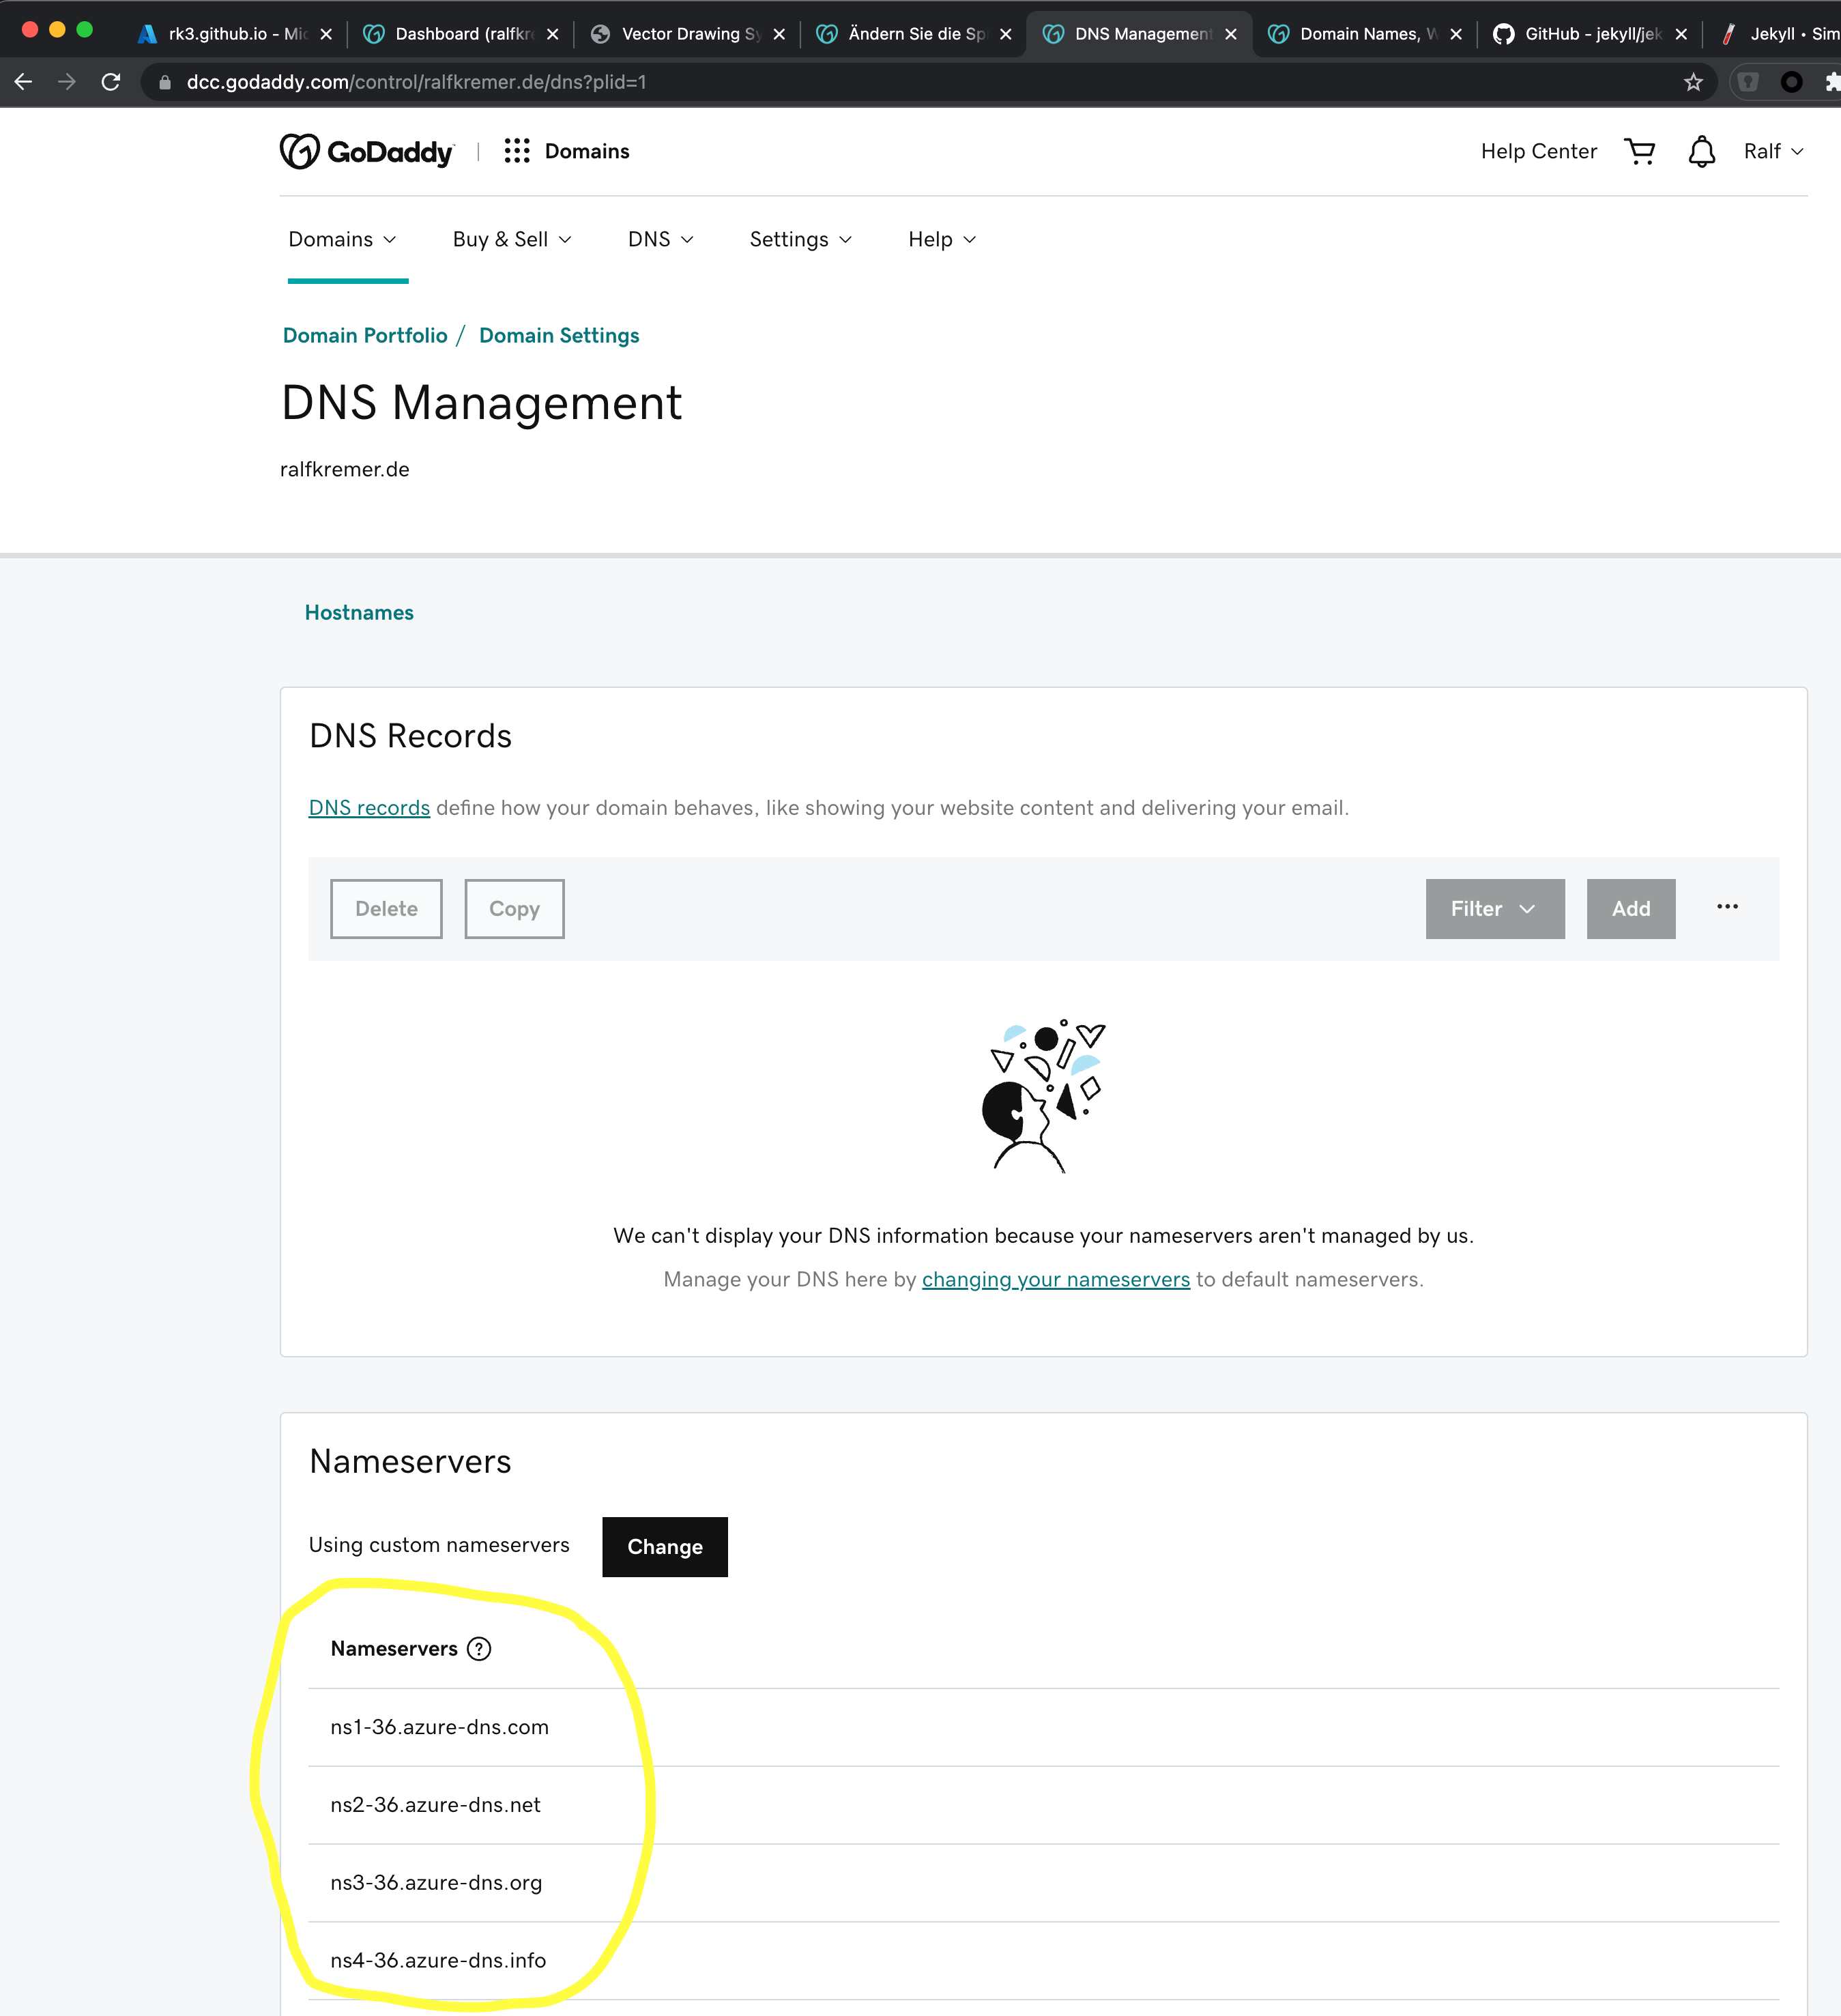 rk3.github.io - Mic
Dashboard (ralfkre
Vector Drawing Sy
Ändern Sie die Sp
DNS Management
Domain Names, W
GitHub - jekyll/jek
Jekyll • Sim
dcc.godaddy.com/control/ralfkremer.de/dns?plid=1
GoDaddy
Domains
Help Center
Ralf
Domains
Buy & Sell
DNS
Settings
Help
Domain Portfolio / Domain Settings
DNS Management
ralfkremer.de
Hostnames
DNS Records
DNS records define how your domain behaves, like showing your website content and delivering your email.
Delete
Copy
Filter
Add
We can't display your DNS information because your nameservers aren't managed by us.
Manage your DNS here by changing your nameservers to default nameservers.
Nameservers
Using custom nameservers
Change
Nameservers ?
ns1-36.azure-dns.com
ns2-36.azure-dns.net
ns3-36.azure-dns.org
ns4-36.azure-dns.info